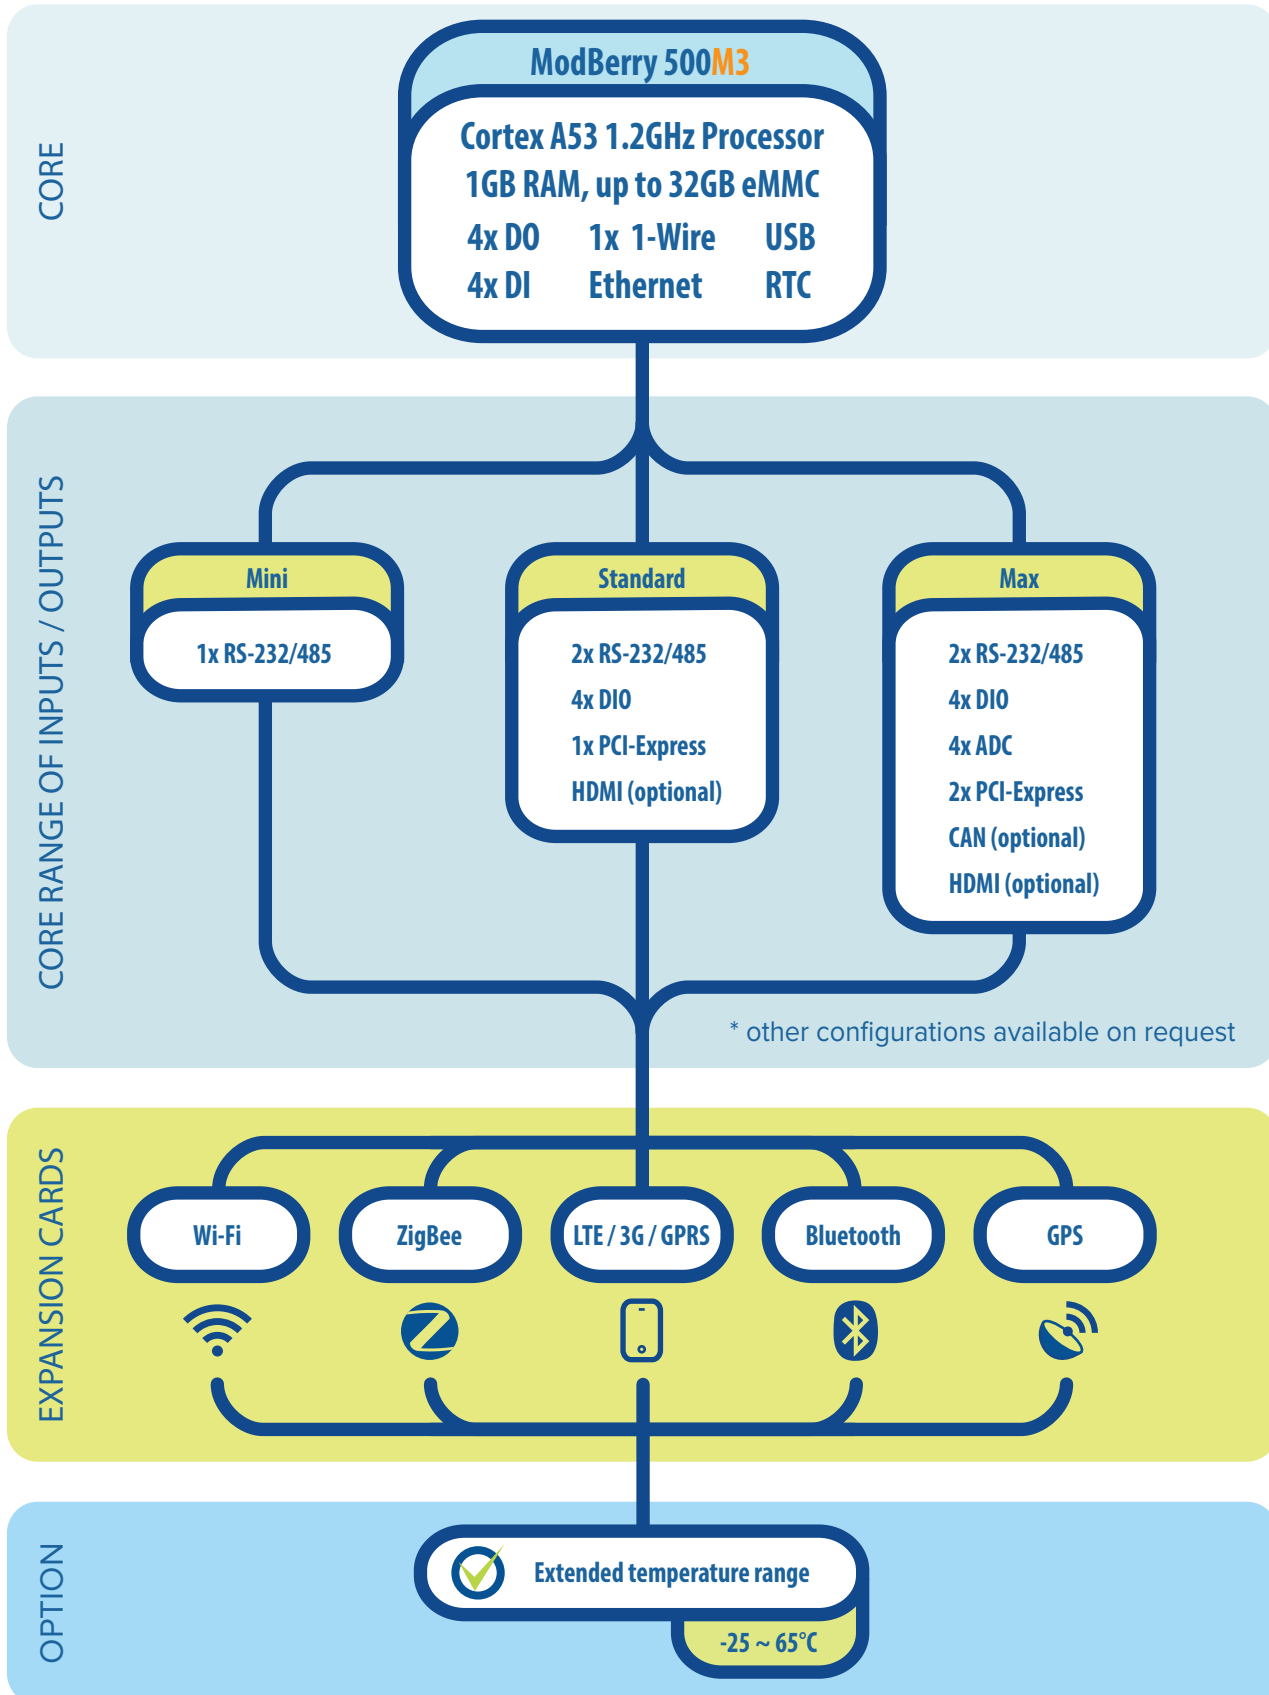 CORE
ModBerry 500M3
Cortex A53 1.2GHz Processor
1GB RAM, up to 32GB eMMC
4x DO 1x 1-Wire USB
4x DI Ethernet RTC
CORE RANGE OF INPUTS / OUTPUTS
Mini
1x RS-232/485
Standard
2x RS-232/485
4x DIO
1x PCI-Express
HDMI (optional)
Max
2x RS-232/485
4x DIO
4x ADC
2x PCI-Express
CAN (optional)
HDMI (optional)
* other configurations available on request
EXPANSION CARDS
Wi-Fi
ZigBee
LTE / 3G / GPRS
Bluetooth
GPS
OPTION
Extended temperature range
-25 ~ 65°C